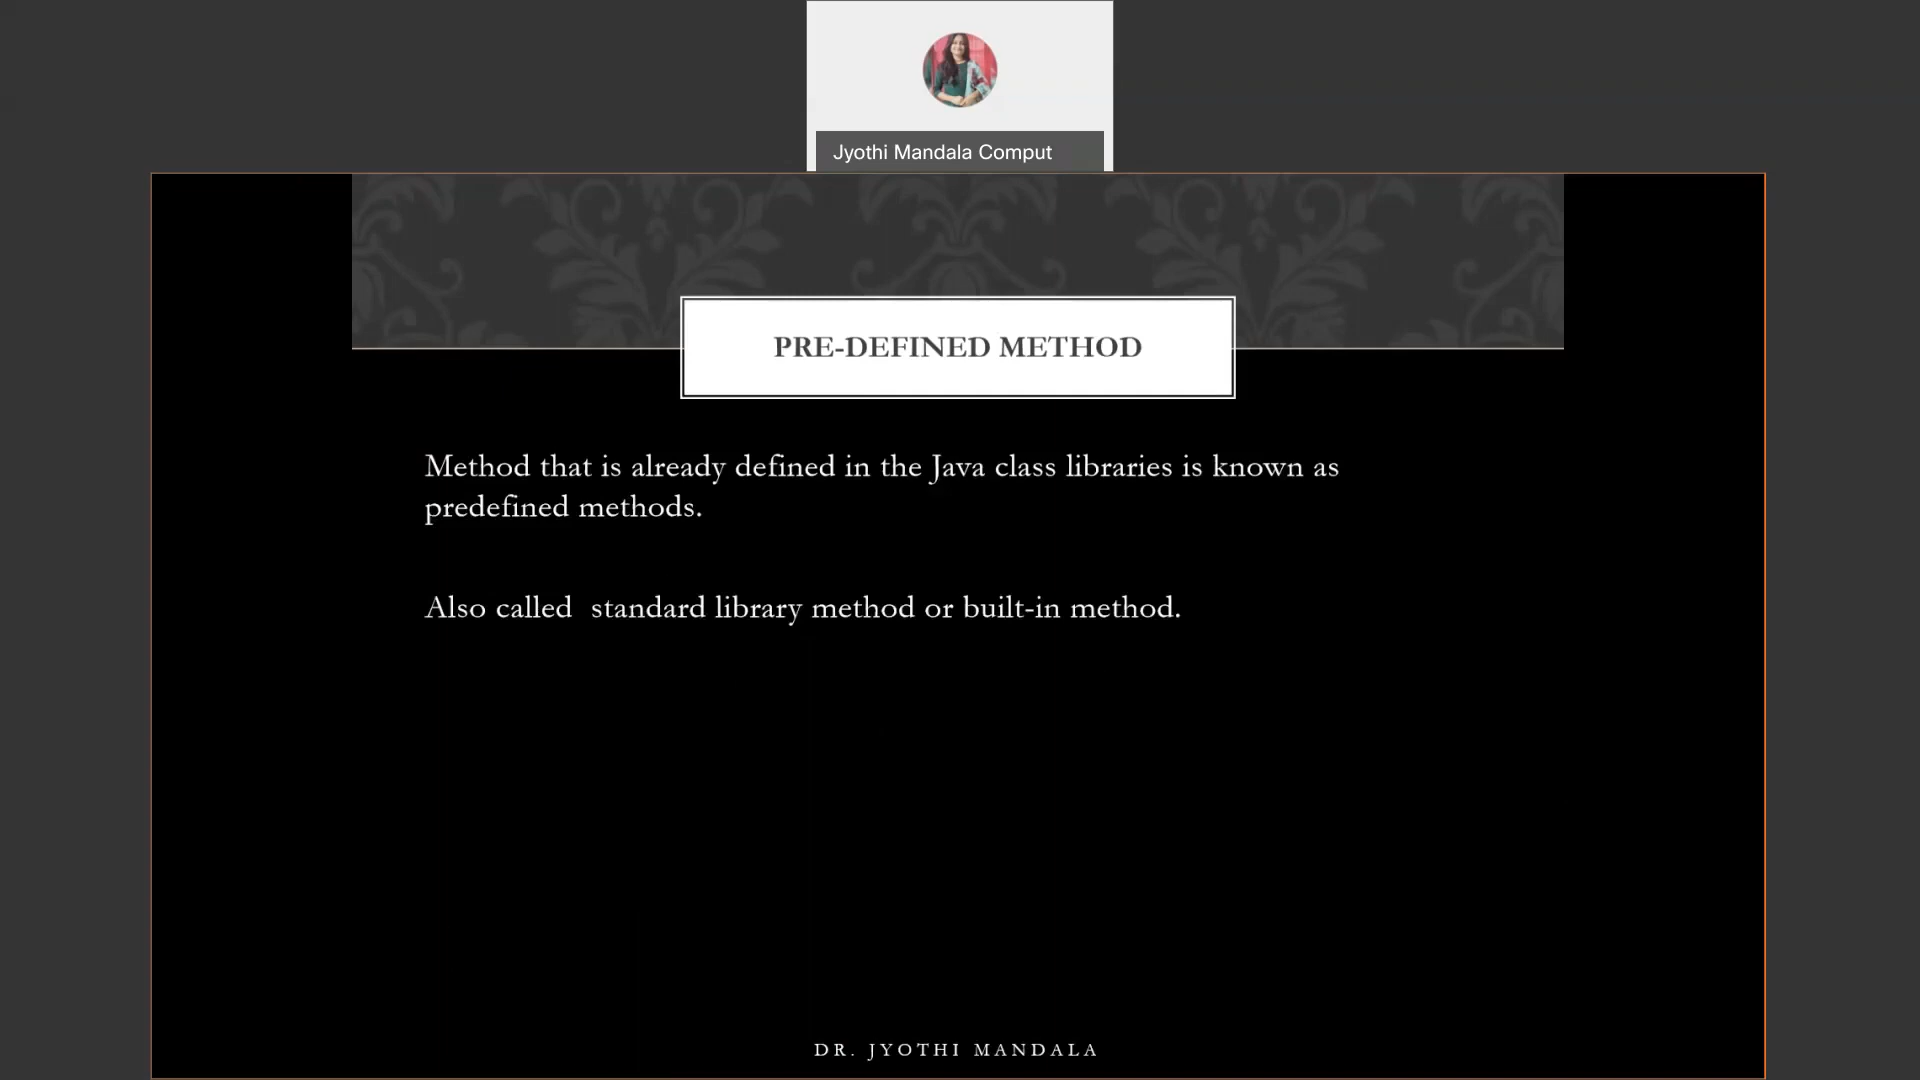 Jyothi Mandala Comput
PRE-DEFINED METHOD
Method that is already defined in the Java class libraries is known as
predefined methods.
Also called  standard library method or built-in method.
DR. JYOTHI MANDALA